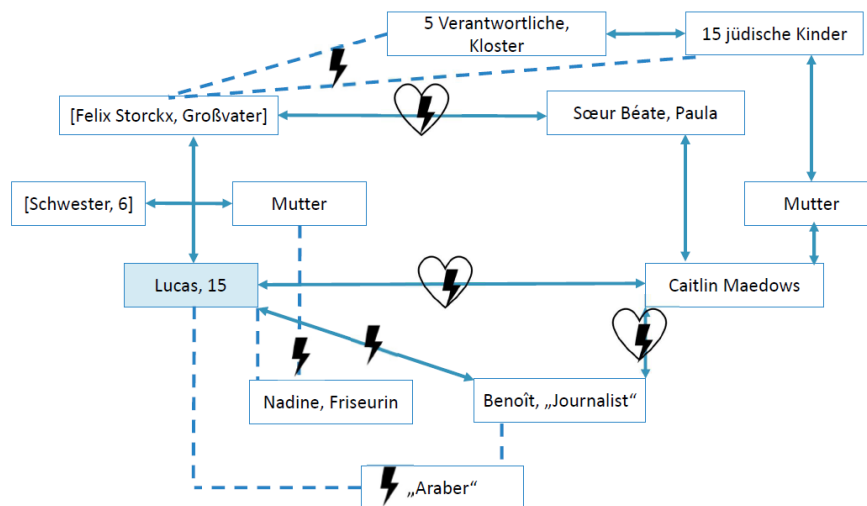 5 Verantwortliche,
Kloster
15 jüdische Kinder
[Felix Storckx, Großvater]
Sœur Béate, Paula
[Schwester, 6]
Mutter
Mutter
Lucas, 15
Caitlin Maedows
Nadine, Friseurin
Benoît, „Journalist“
„Araber“